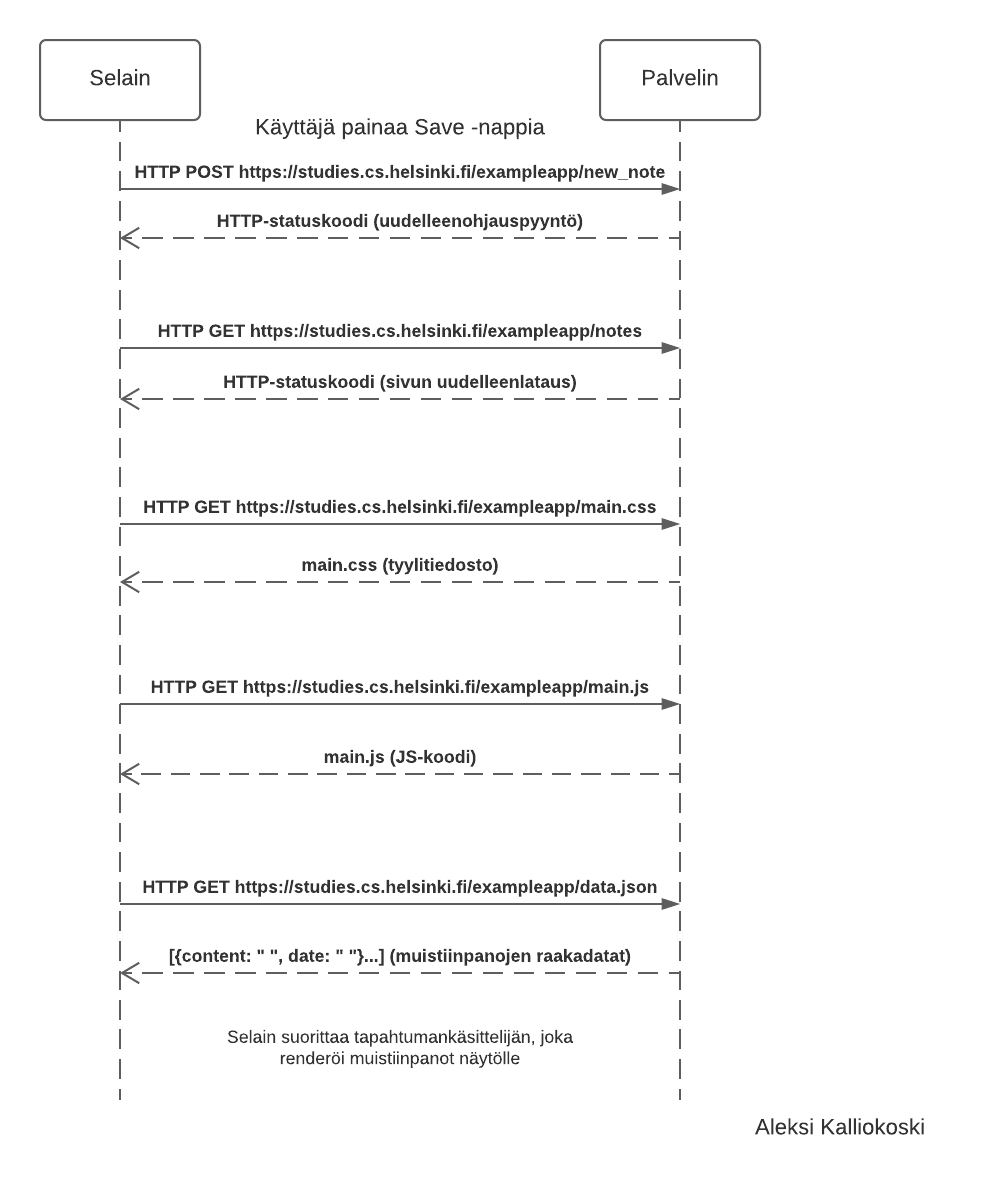 Selain
Palvelin
Käyttäjä painaa Save -nappia
HTTP POST https://studies.cs.helsinki.fi/exampleapp/new_note
HTTP-statuskoodi (uudelleenohjauspyyntö)
HTTP GET https://studies.cs.helsinki.fi/exampleapp/notes
HTTP-statuskoodi (sivun uudelleenlataus)
HTTP GET https://studies.cs.helsinki.fi/exampleapp/main.css
main.css (tyylitiedosto)
HTTP GET https://studies.cs.helsinki.fi/exampleapp/main.js
main.js (JS-koodi)
HTTP GET https://studies.cs.helsinki.fi/exampleapp/data.json
[{content: " ", date: " "}...] (muistiinpanojen raakadatat)
Selain suorittaa tapahtumankäsittelijän, joka
renderöi muistiinpanot näytölle
Aleksi Kalliokoski